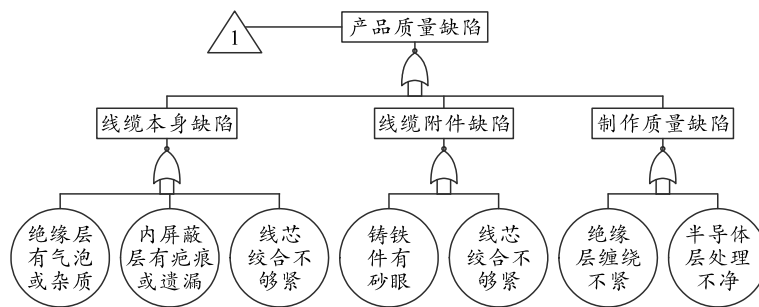 1
产品质量缺陷
线缆本身缺陷
线缆附件缺陷
制作质量缺陷
绝缘层
有气泡
或杂质
内屏蔽
层有疤痕
或遗漏
线芯
绞合不
够紧
铸铁
件有
砂眼
线芯
绞合不
够紧
绝缘
层缠绕
不紧
半导体
层处理
不净